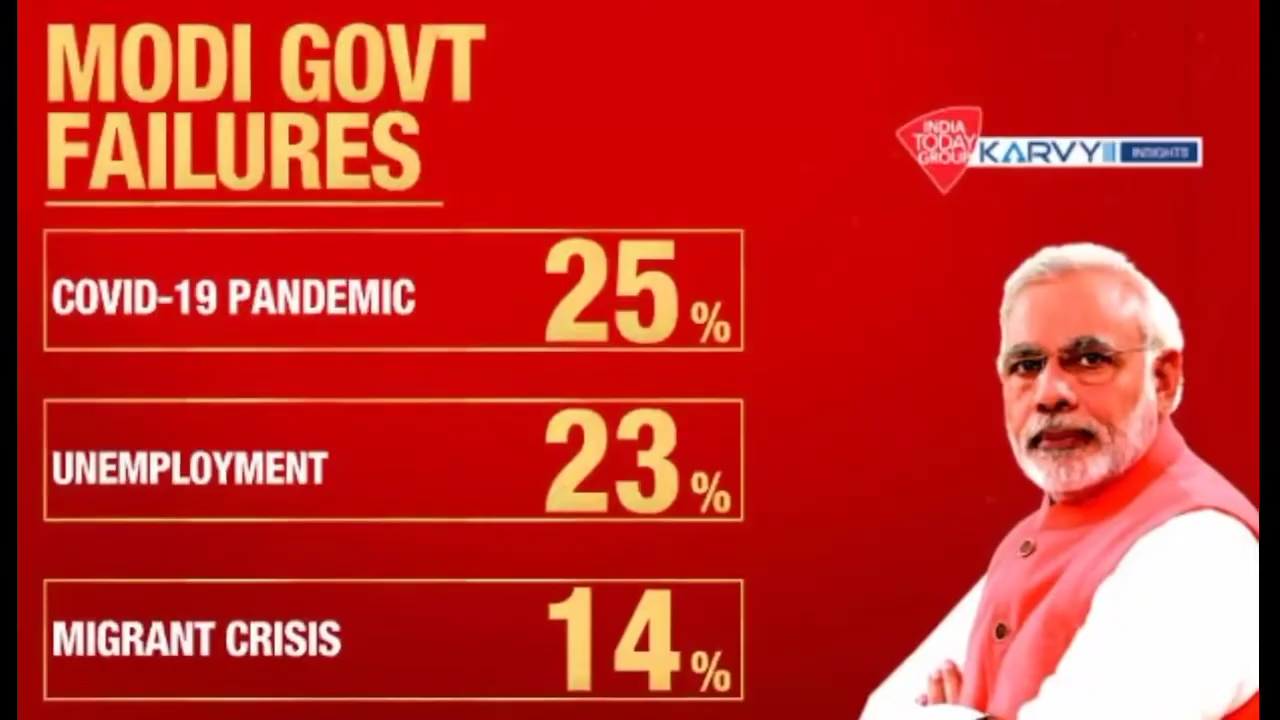 MODI GOVT
FAILURES
INDIA
TODAY
GROUP
KARVY INSIGHTS
COVID-19 PANDEMIC 25%
UNEMPLOYMENT 23%
MIGRANT CRISIS 14%